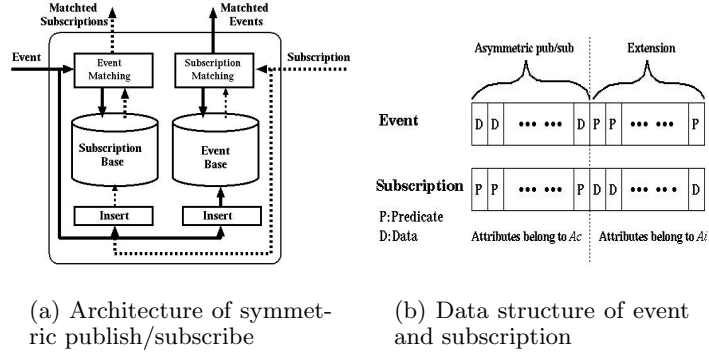 Matchted
Subscriptions
Matchted
Events
Event
Subscription
Event
Matching
Subscription
Matching
Subscription
Base
Event
Base
Insert
Insert
(a) Architecture of symmet-
ric publish/subscribe
Asymmetric pub/sub
Extension
Event
D D ••• ••• D P P ••• ••• P
Subscription
P P ••• ••• P D D ••• ••• D
P:Predicate
D:Data
Attributes belong to Ac
Attributes belong to Ai
(b) Data structure of event
and subscription